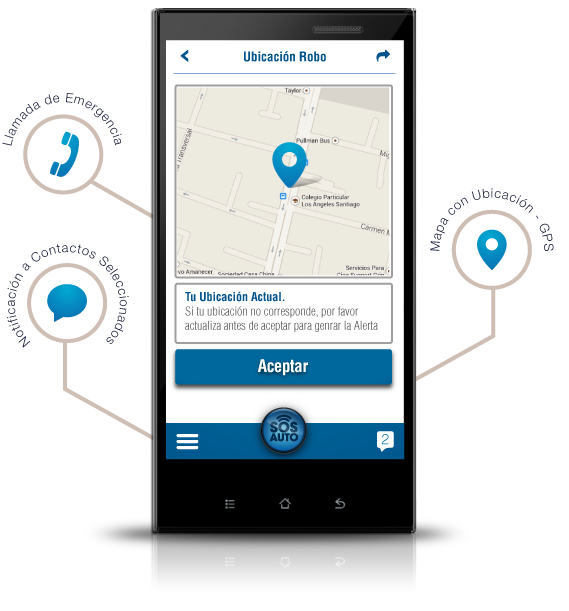 Ubicación Robo
Llamada de Emergencia
Taylor
Pullman Bus
Transversal
Colegio Particular
Los Angeles Santiago
Mapa con Ubicación - GPS
Carmen M
Notificación a Contactos Seleccionados
vo Amanecer
Sociedad Casa China
Servicios Para
Tu Ubicación Actual.
Si tu ubicación no corresponde, por favor
actualiza antes de aceptar para genrar la Alerta
Aceptar
SOS
AUTO
2